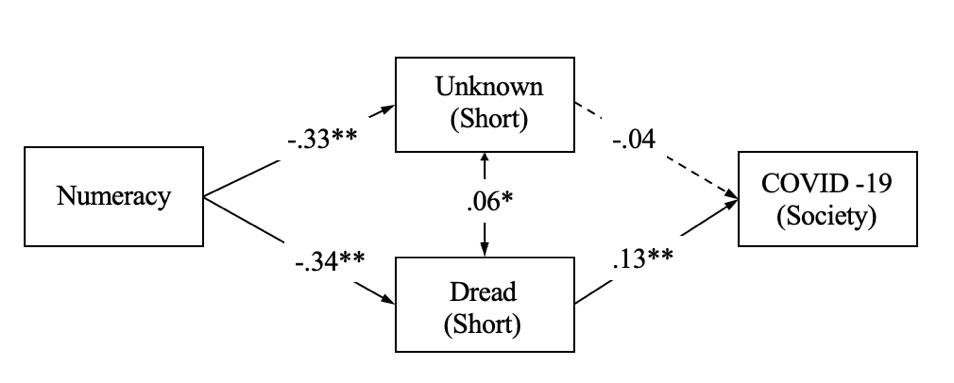 Unknown
(Short)
-.33**
-.04
Numeracy
.06*
COVID -19
(Society)
-.34**
.13**
Dread
(Short)